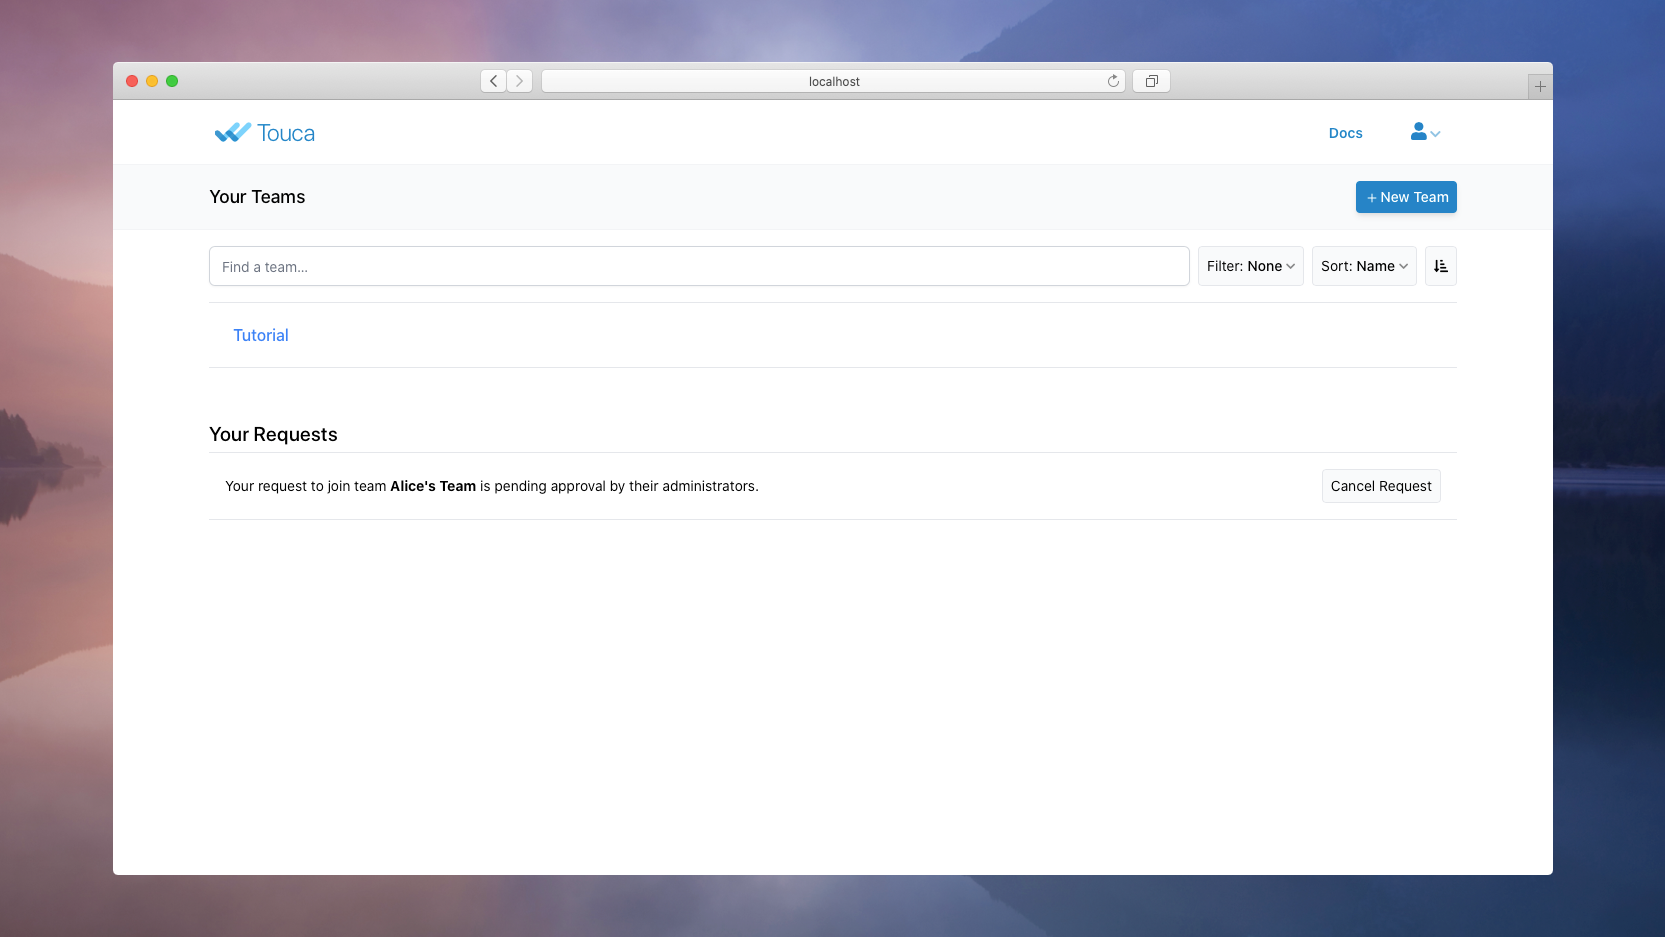 localhost
Touca
Docs
Your Teams
+ New Team
Find a team...
Filter: None
Sort: Name
Tutorial
Your Requests
Your request to join team Alice's Team is pending approval by their administrators.
Cancel Request